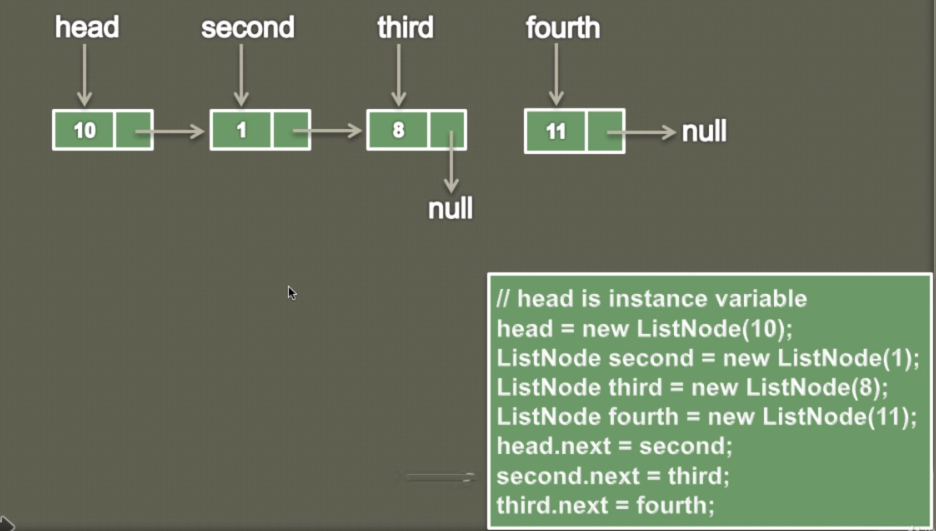 head second third fourth
10 1 8 11 null
null
// head is instance variable
head = new ListNode(10);
ListNode second = new ListNode(1);
ListNode third = new ListNode(8);
ListNode fourth = new ListNode(11);
head.next = second;
second.next = third;
third.next = fourth;